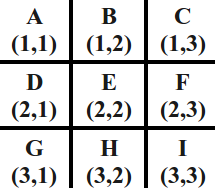 A B C
(1,1) (1,2) (1,3)
D E F
(2,1) (2,2) (2,3)
G H I
(3,1) (3,2) (3,3)